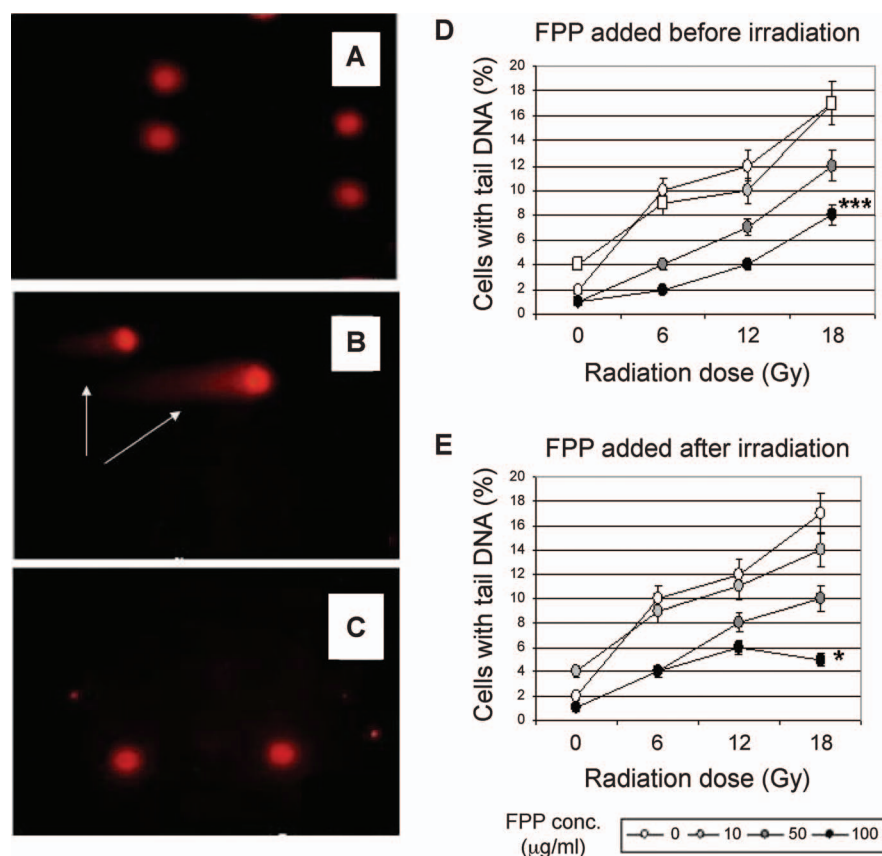 A
B
C
D
FPP added before irradiation
Cells with tail DNA (%)
20
18
16
14
12
10
8
6
4
2
0
***
0 6 12 18
Radiation dose (Gy)
E
FPP added after irradiation
Cells with tail DNA (%)
20
18
16
14
12
10
8
6
4
2
0
*
0 6 12 18
Radiation dose (Gy)
FPP conc.
(μg/ml)
0 10 50 100